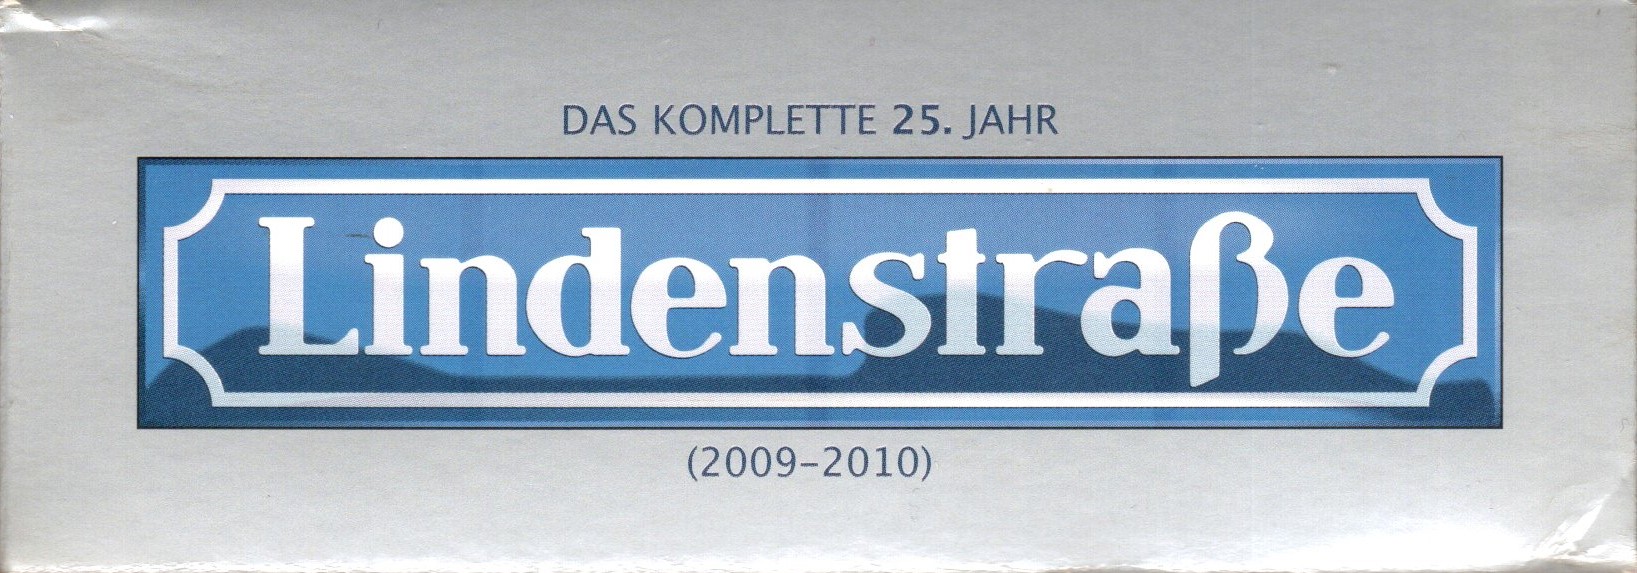 DAS KOMPLETTE 25. JAHR
Lindenstraße
(2009–2010)